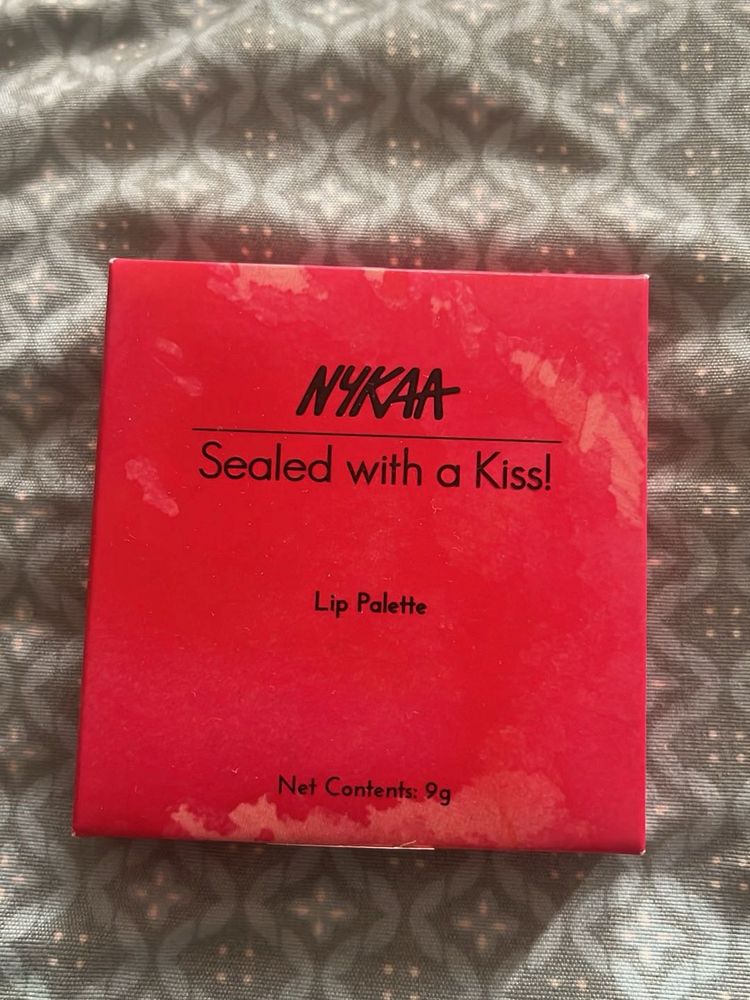 NYKAA
Sealed with a Kiss!
Lip Palette
Net Contents: 9g